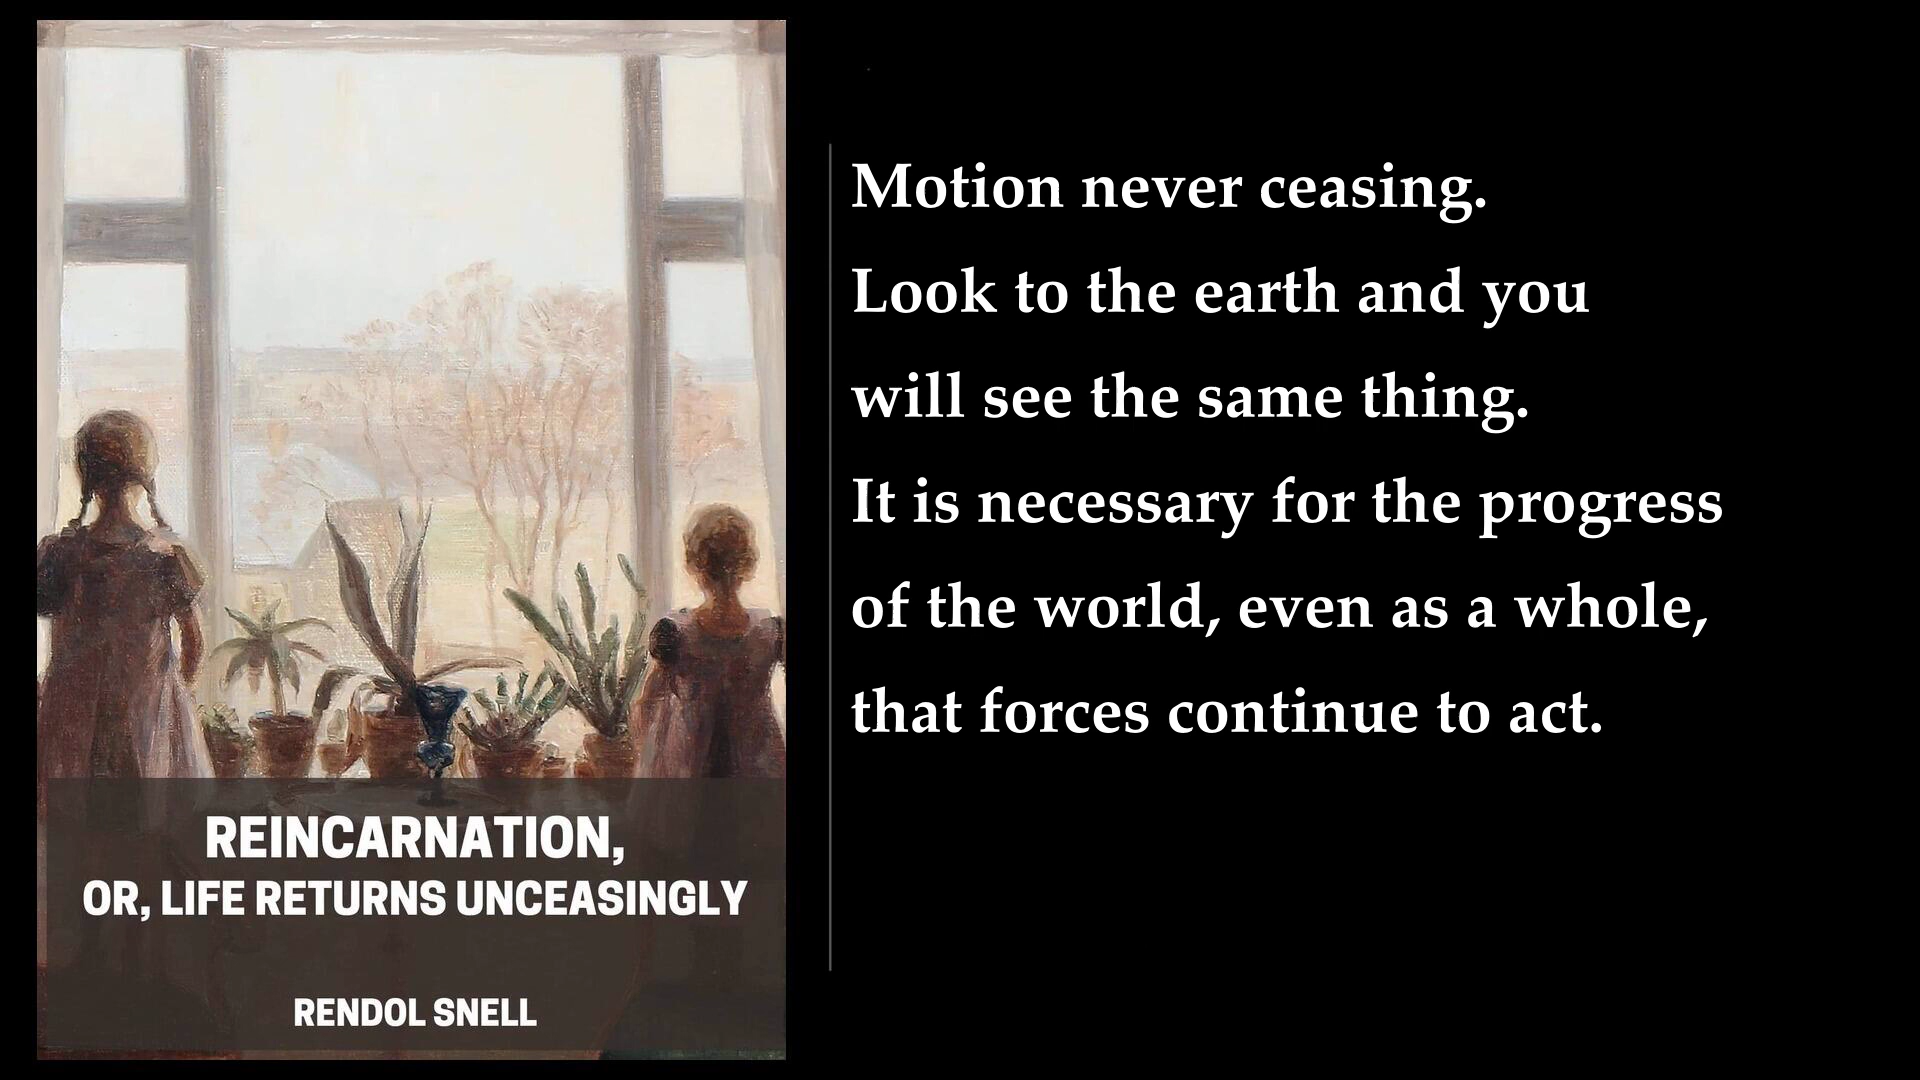 Motion never ceasing.
Look to the earth and you
will see the same thing.
It is necessary for the progress
of the world, even as a whole,
that forces continue to act.
REINCARNATION,
OR, LIFE RETURNS UNCEASINGLY
RENDOL SNELL